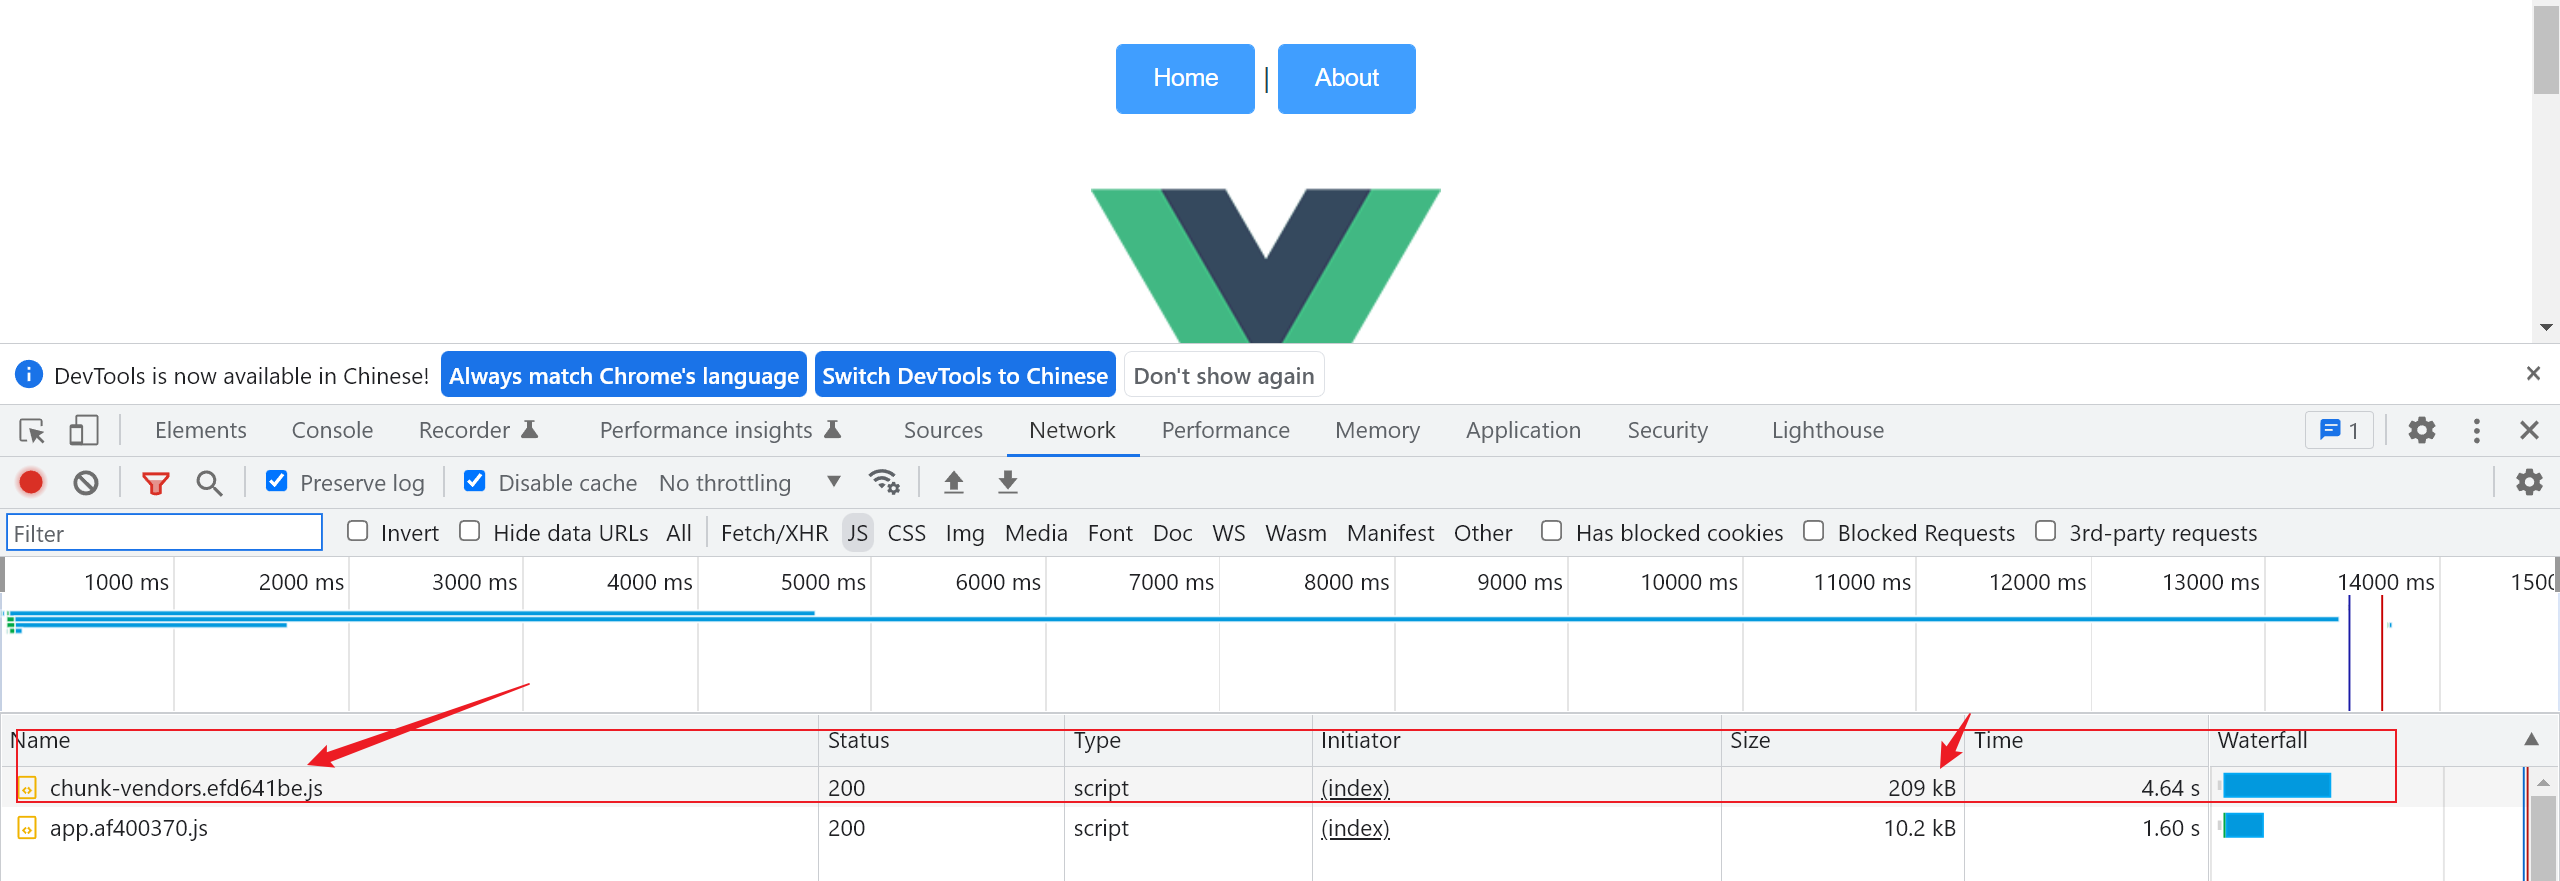 Home | About
DevTools is now available in Chinese! Always match Chrome's language Switch DevTools to Chinese Don't show again
Elements Console Recorder Performance insights Sources Network Performance Memory Application Security Lighthouse 1
Preserve log Disable cache No throttling
Filter Invert Hide data URLs All Fetch/XHR JS CSS Img Media Font Doc WS Wasm Manifest Other Has blocked cookies Blocked Requests 3rd-party requests
1000 ms 2000 ms 3000 ms 4000 ms 5000 ms 6000 ms 7000 ms 8000 ms 9000 ms 10000 ms 11000 ms 12000 ms 13000 ms 14000 ms
Name Status Type Initiator Size Time Waterfall
chunk-vendors.efd641be.js 200 script (index) 209 kB 4.64 s
app.af400370.js 200 script (index) 10.2 kB 1.60 s